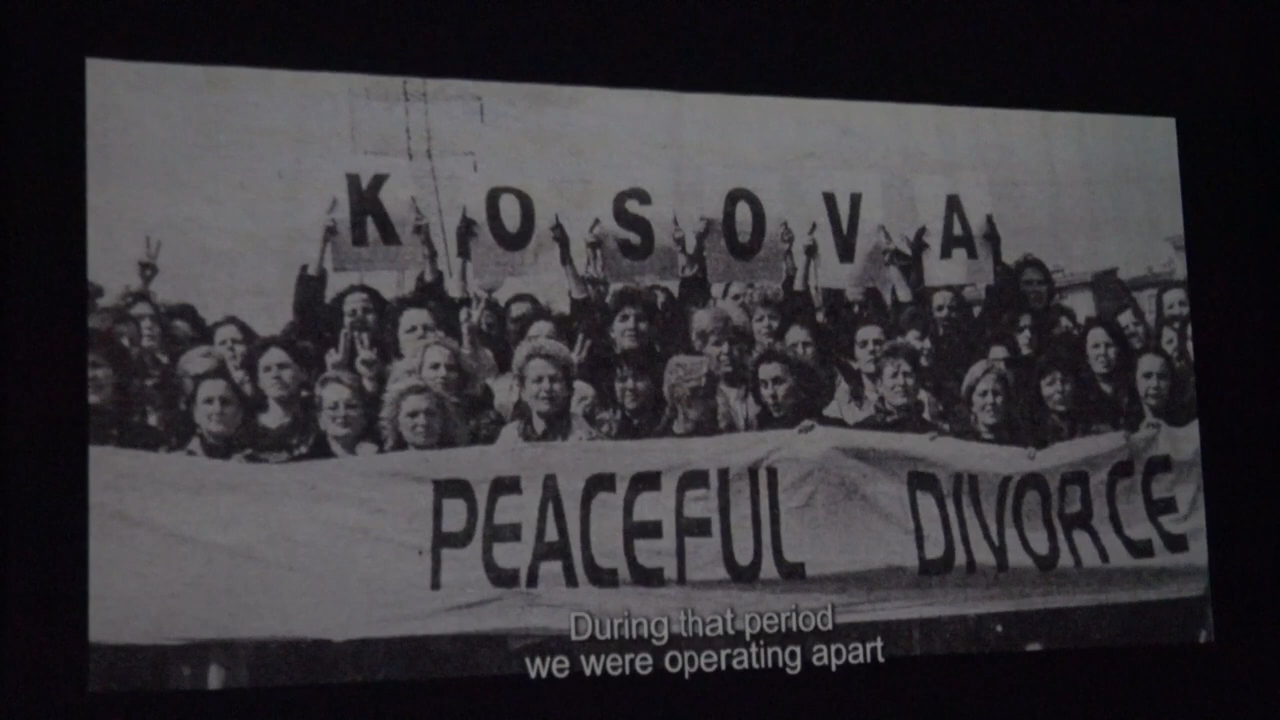 KOSOVA
PEACEFUL DIVORCE
During that period
we were operating apart